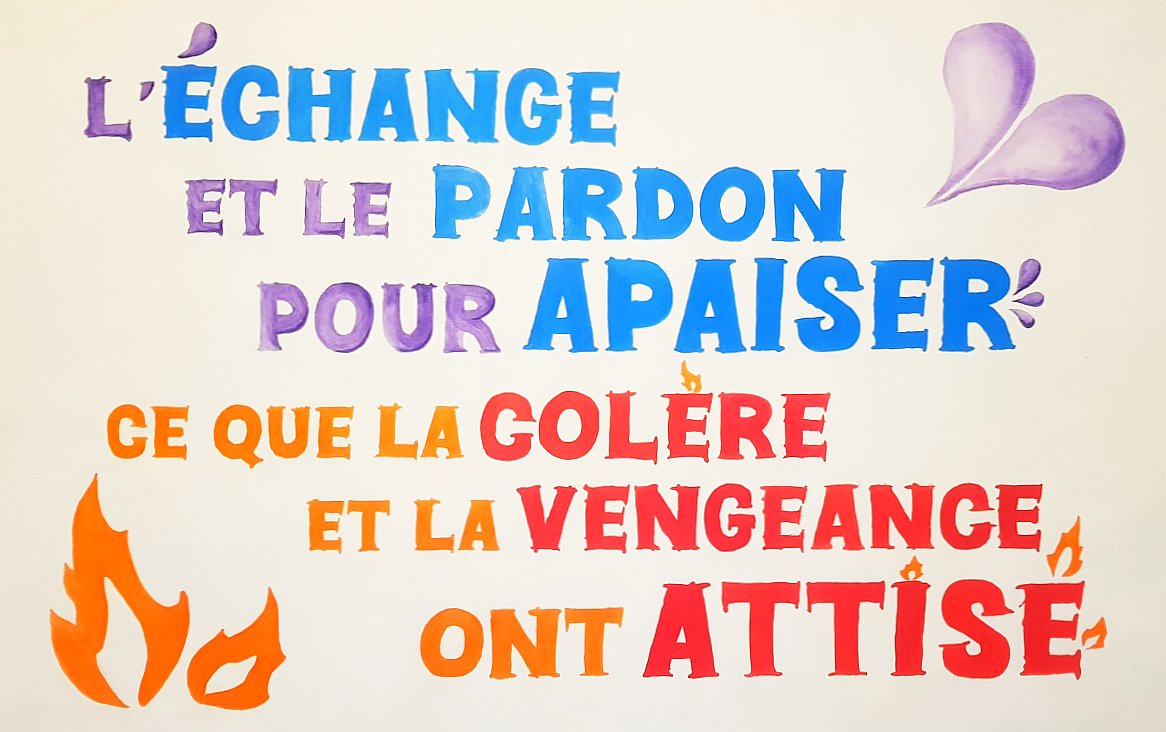 L'ÉCHANGE
ET LE PARDON
POUR APAISER
CE QUE LA COLÈRE
ET LA VENGEANCE
ONT ATTISÉ